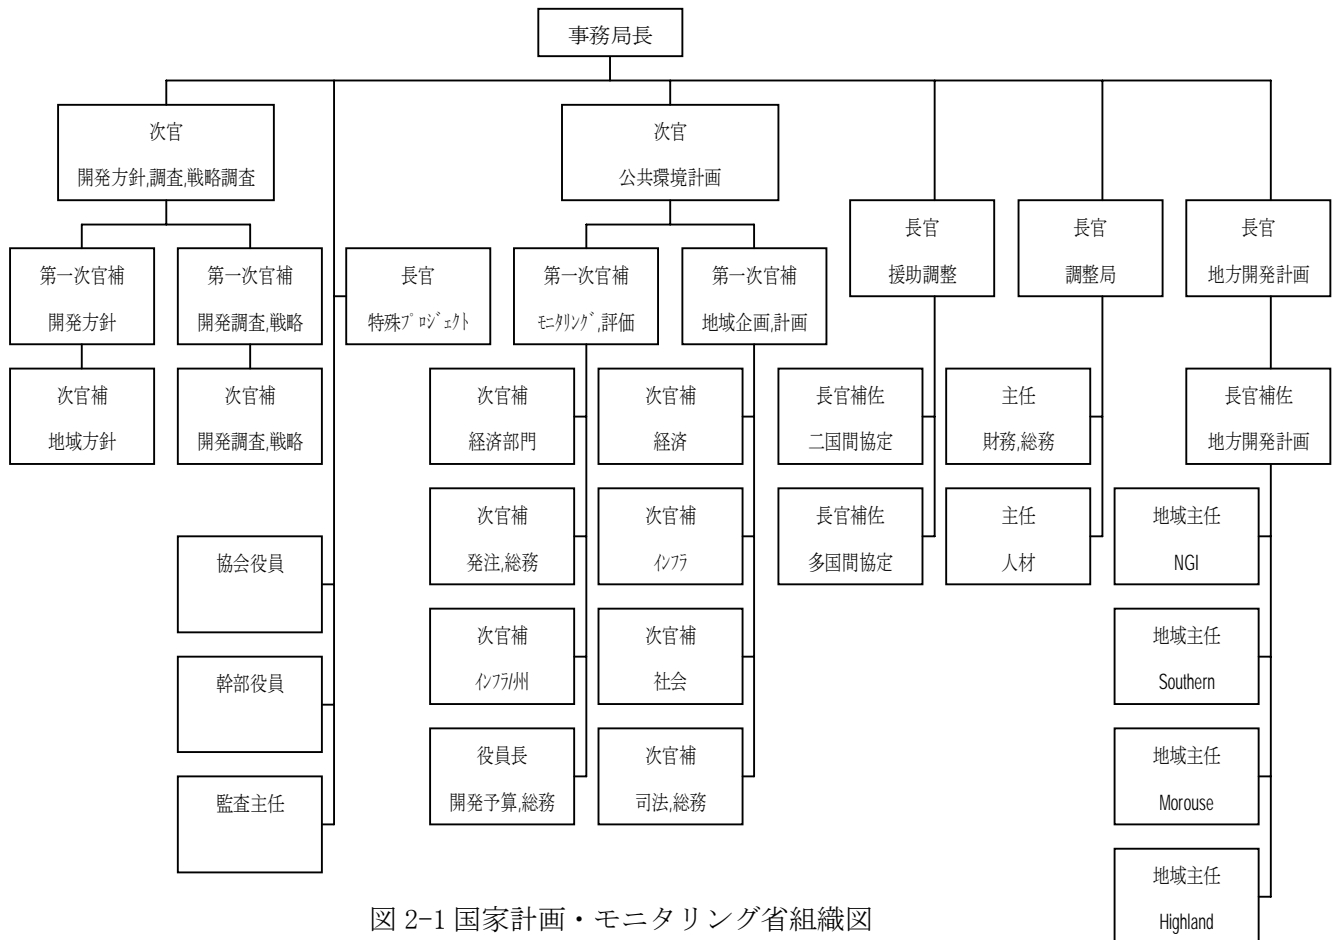 事務局長
次官
開発方針,調査,戦略調査
次官
公共環境計画
長官
援助調整
長官
調整局
長官
地方開発計画
第一次官補
開発方針
第一次官補
開発調査,戦略
長官
特殊ﾌﾟﾛｼﾞｪｸﾄ
第一次官補
ﾓﾆﾀﾘﾝｸﾞ,評価
第一次官補
地域企画,計画
次官補
地域方針
次官補
開発調査,戦略
次官補
経済部門
次官補
経済
長官補佐
二国間協定
主任
財務,総務
長官補佐
地方開発計画
次官補
発注,総務
次官補
ｲﾝﾌﾗ
長官補佐
多国間協定
主任
人材
地域主任
NGI
協会役員
次官補
ｲﾝﾌﾗ/州
次官補
社会
地域主任
Southern
幹部役員
役員長
開発予算,総務
次官補
司法,総務
地域主任
Morouse
監査主任
地域主任
Highland
図 2-1 国家計画・モニタリング省組織図